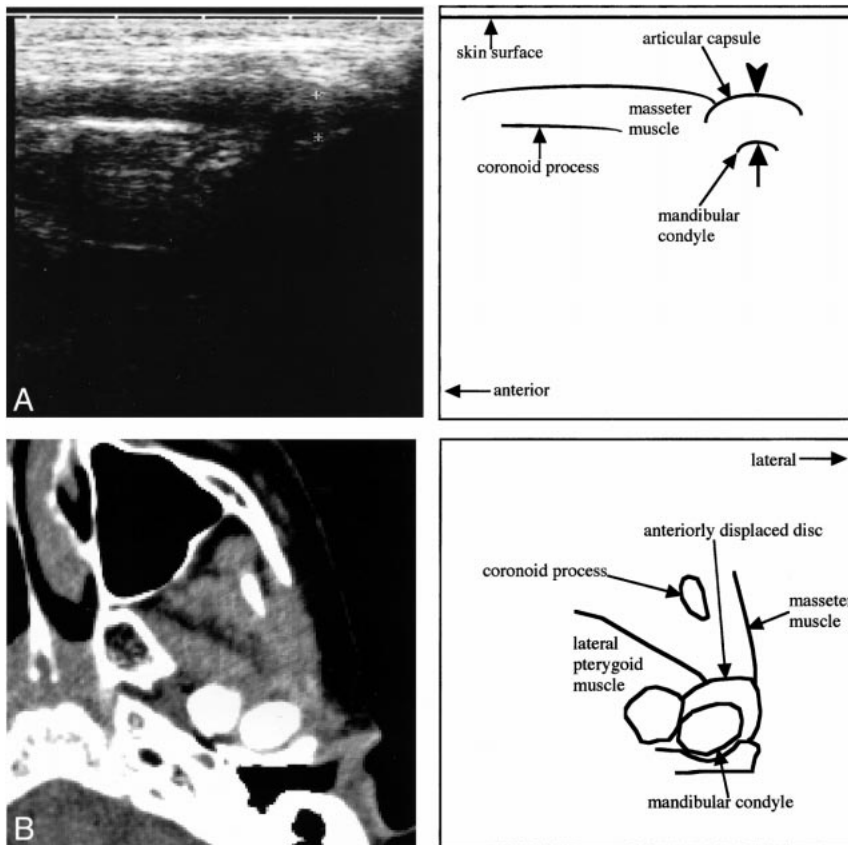 skin surface
articular capsule
masseter
muscle
coronoid process
mandibular
condyle
anterior
A
lateral
anteriorly displaced disc
coronoid process
masseter
muscle
lateral
pterygoid
muscle
mandibular condyle
B